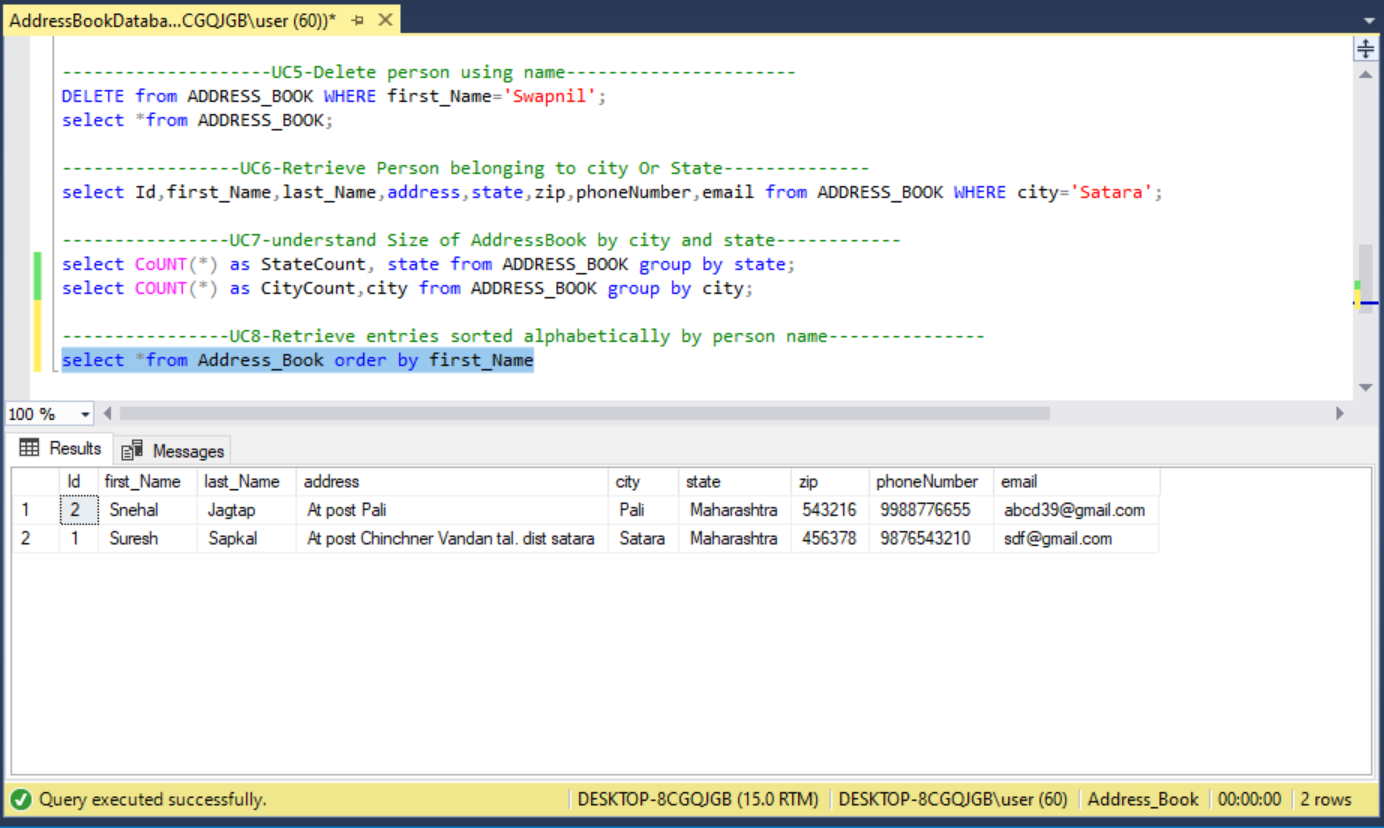 AddressBookDataba...CGQJGB\user (60))*
--------------------UC5-Delete person using name----------------------
DELETE from ADDRESS_BOOK WHERE first_Name='Swapnil';
select *from ADDRESS_BOOK;
-----------------UC6-Retrieve Person belonging to city Or State--------------
select Id,first_Name,last_Name,address,state,zip,phoneNumber,email from ADDRESS_BOOK WHERE city='Satara';
----------------UC7-understand Size of AddressBook by city and state------------
select CoUNT(*) as StateCount, state from ADDRESS_BOOK group by state;
select COUNT(*) as CityCount,city from ADDRESS_BOOK group by city;
----------------UC8-Retrieve entries sorted alphabetically by person name---------------
select *from Address_Book order by first_Name
100 %
Results Messages
Id first_Name last_Name address city state zip phoneNumber email
1 2 Snehal Jagtap At post Pali Pali Maharashtra 543216 9988776655 abcd39@gmail.com
2 1 Suresh Sapkal At post Chinchner Vandan tal. dist satara Satara Maharashtra 456378 9876543210 sdf@gmail.com
Query executed successfully. DESKTOP-8CGQJGB (15.0 RTM) DESKTOP-8CGQJGB\user (60) Address_Book 00:00:00 2 rows